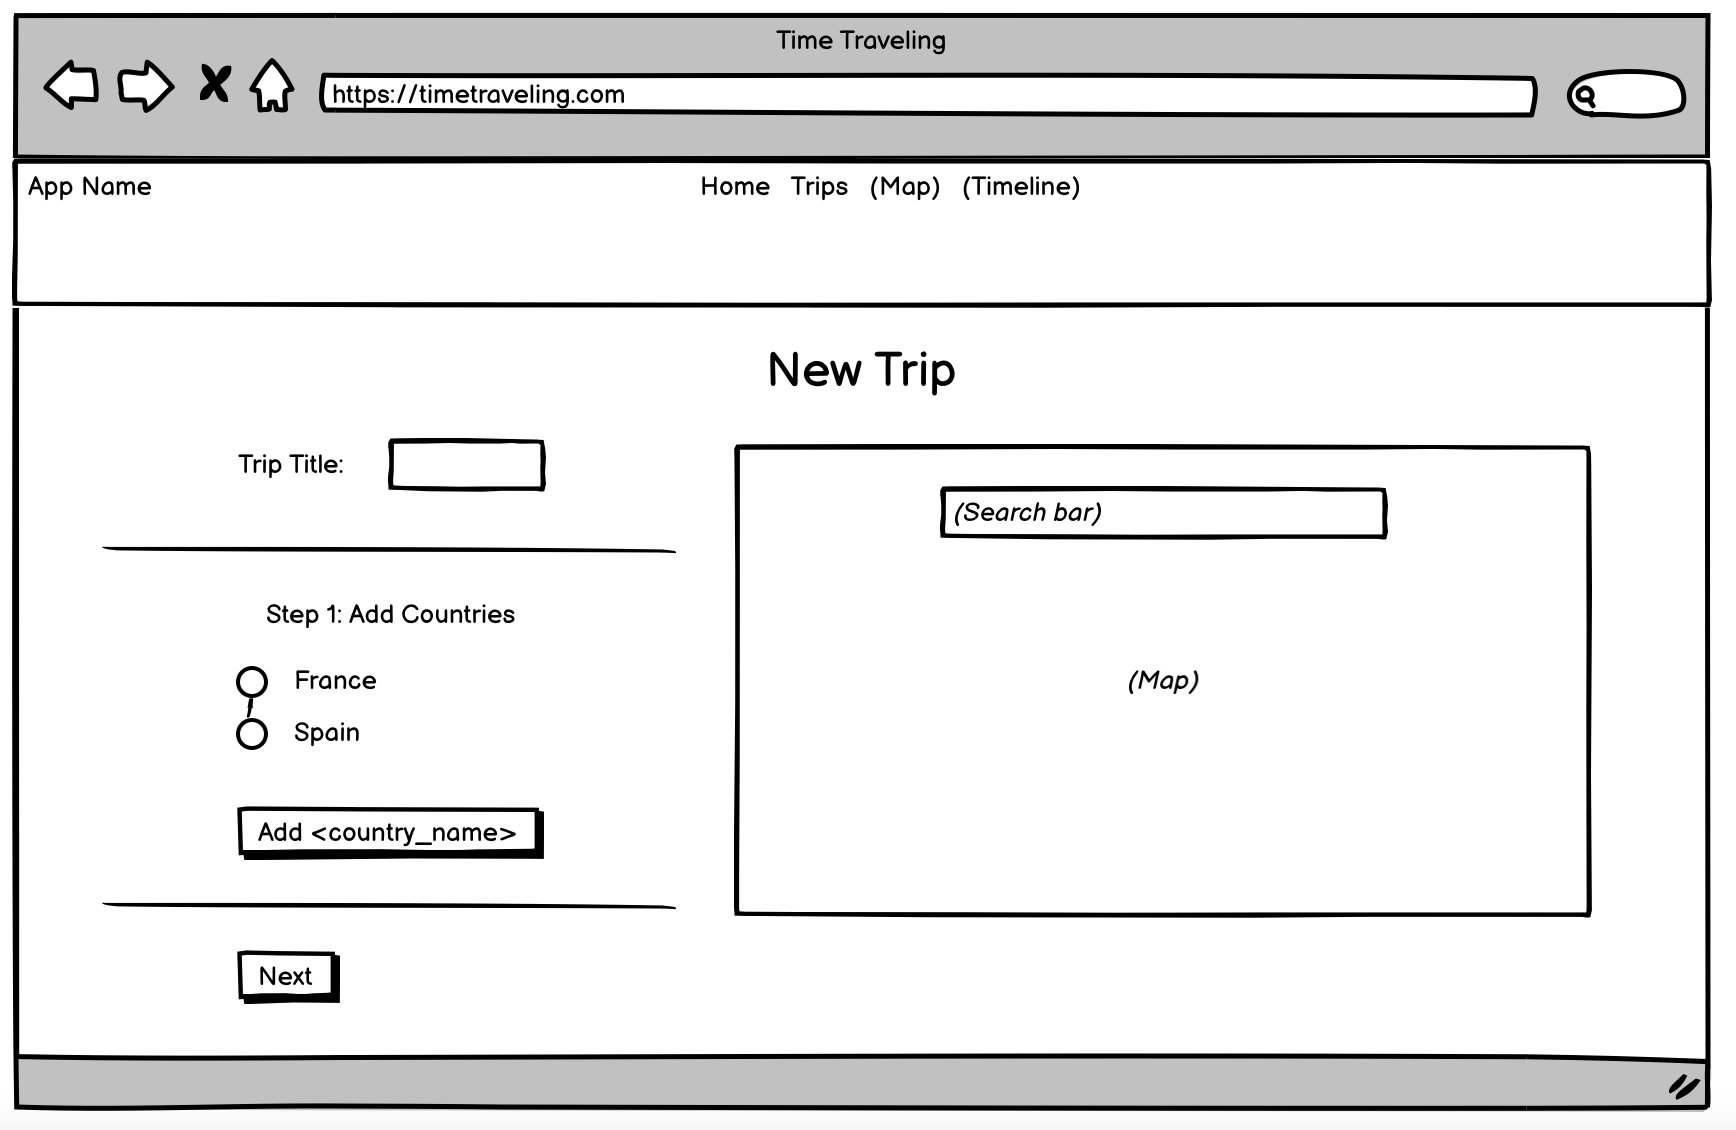 Time Traveling
https://timetraveling.com
App Name
Home Trips (Map) (Timeline)
New Trip
Trip Title:
(Search bar)
Step 1: Add Countries
France
Spain
(Map)
Add <country_name>
Next